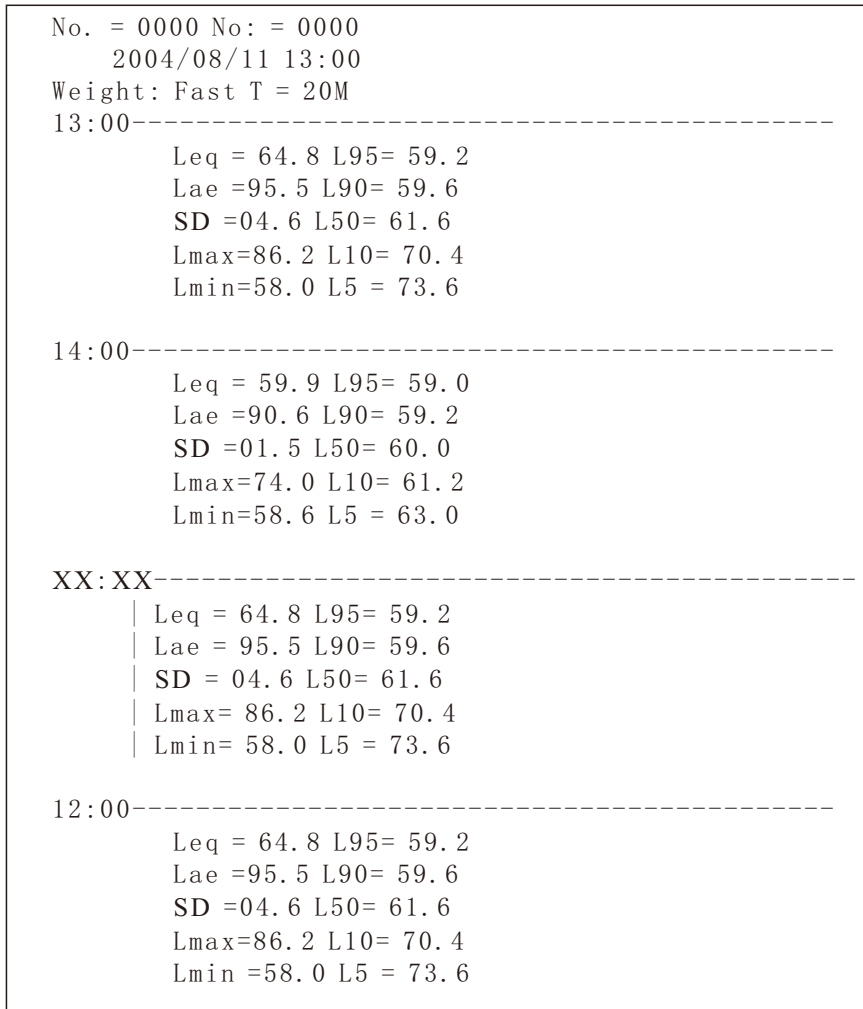 No. = 0000 No: = 0000
2004/08/11 13:00
Weight: Fast T = 20M
13:00--------------------------------------------
Leq = 64.8 L95= 59.2
Lae =95.5 L90= 59.6
SD =04.6 L50= 61.6
Lmax=86.2 L10= 70.4
Lmin=58.0 L5 = 73.6
14:00--------------------------------------------
Leq = 59.9 L95= 59.0
Lae =90.6 L90= 59.2
SD =01.5 L50= 60.0
Lmax=74.0 L10= 61.2
Lmin=58.6 L5 = 63.0
XX:XX--------------------------------------------
| Leq = 64.8 L95= 59.2
| Lae = 95.5 L90= 59.6
| SD = 04.6 L50= 61.6
| Lmax= 86.2 L10= 70.4
| Lmin= 58.0 L5 = 73.6
12:00--------------------------------------------
Leq = 64.8 L95= 59.2
Lae =95.5 L90= 59.6
SD =04.6 L50= 61.6
Lmax=86.2 L10= 70.4
Lmin =58.0 L5 = 73.6